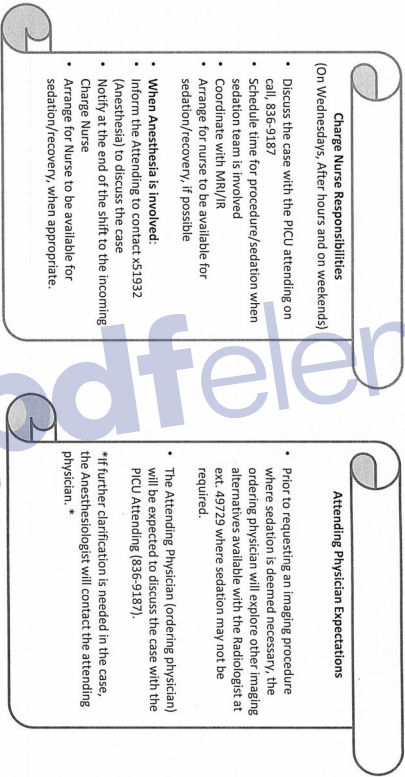 Charge Nurse Responsibilities
(On Wednesdays, After hours and on weekends)
• Discuss the case with the PICU attending on
call, 836-9187
• Schedule time for procedure/sedation when
sedation team is involved
• Coordinate with MRI/IR
• Arrange for nurse to be available for
sedation/recovery, if possible
• When Anesthesia is involved:
• Inform the Attending to contact x51932
(Anesthesia) to discuss the case
• Notify at the end of the shift to the incoming
Charge Nurse
• Arrange for Nurse to be available for
sedation/recovery, when appropriate.
Attending Physician Expectations
• Prior to requesting an imaging procedure
where sedation is deemed necessary, the
ordering physician will explore other imaging
alternatives available with the Radiologist at
ext. 49729 where sedation may not be
required.
• The Attending Physician (ordering physician)
will be expected to discuss the case with the
PICU Attending (836-9187).
*If further clarification is needed in the case,
the Anesthesiologist will contact the attending
physician. *
pdfelem